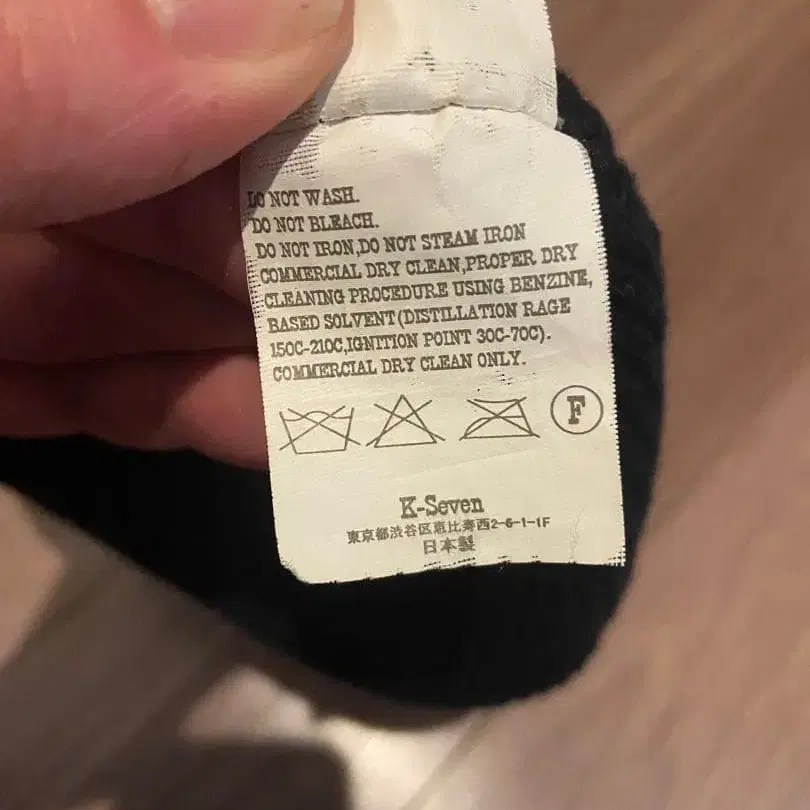 DO NOT WASH.
DO NOT BLEACH.
DO NOT IRON,DO NOT STEAM IRON
COMMERCIAL DRY CLEAN,PROPER DRY
CLEANING PROCEDURE USING BENZINE,
BASED SOLVENT(DISTILLATION RAGE
150C-210C,IGNITION POINT 30C-70C).
COMMERCIAL DRY CLEAN ONLY.
F
K-Seven
東京都渋谷区恵比寿西2-6-1-1F
日本製